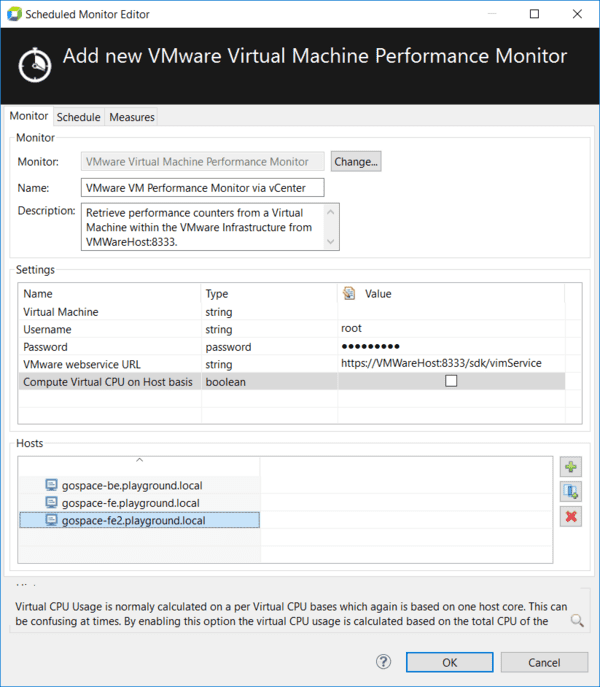 Scheduled Monitor Editor
Add new VMware Virtual Machine Performance Monitor
Monitor Schedule Measures
Monitor
Monitor: VMware Virtual Machine Performance Monitor Change...
Name: VMware VM Performance Monitor via vCenter
Description: Retrieve performance counters from a Virtual
Machine within the VMware Infrastructure from
VMWareHost:8333.
Settings
Name Type Value
Virtual Machine string
Username string root
Password password ●●●●●●●●●
VMware webservice URL string https://VMWareHost:8333/sdk/vimService
Compute Virtual CPU on Host basis boolean
Hosts
gospace-be.playground.local
gospace-fe.playground.local
gospace-fe2.playground.local
Virtual CPU Usage is normaly calculated on a per Virtual CPU bases which again is based on one host core. This can
be confusing at times. By enabling this option the virtual CPU usage is calculated based on the total CPU of the
? OK Cancel